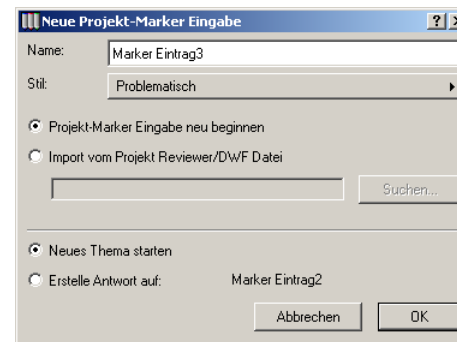 Neue Projekt-Marker Eingabe
Name: Marker Eintrag3
Stil: Problematisch
Projekt-Marker Eingabe neu beginnen
Import vom Projekt Reviewer/DWF Datei
Suchen...
Neues Thema starten
Erstelle Antwort auf: Marker Eintrag2
Abbrechen OK